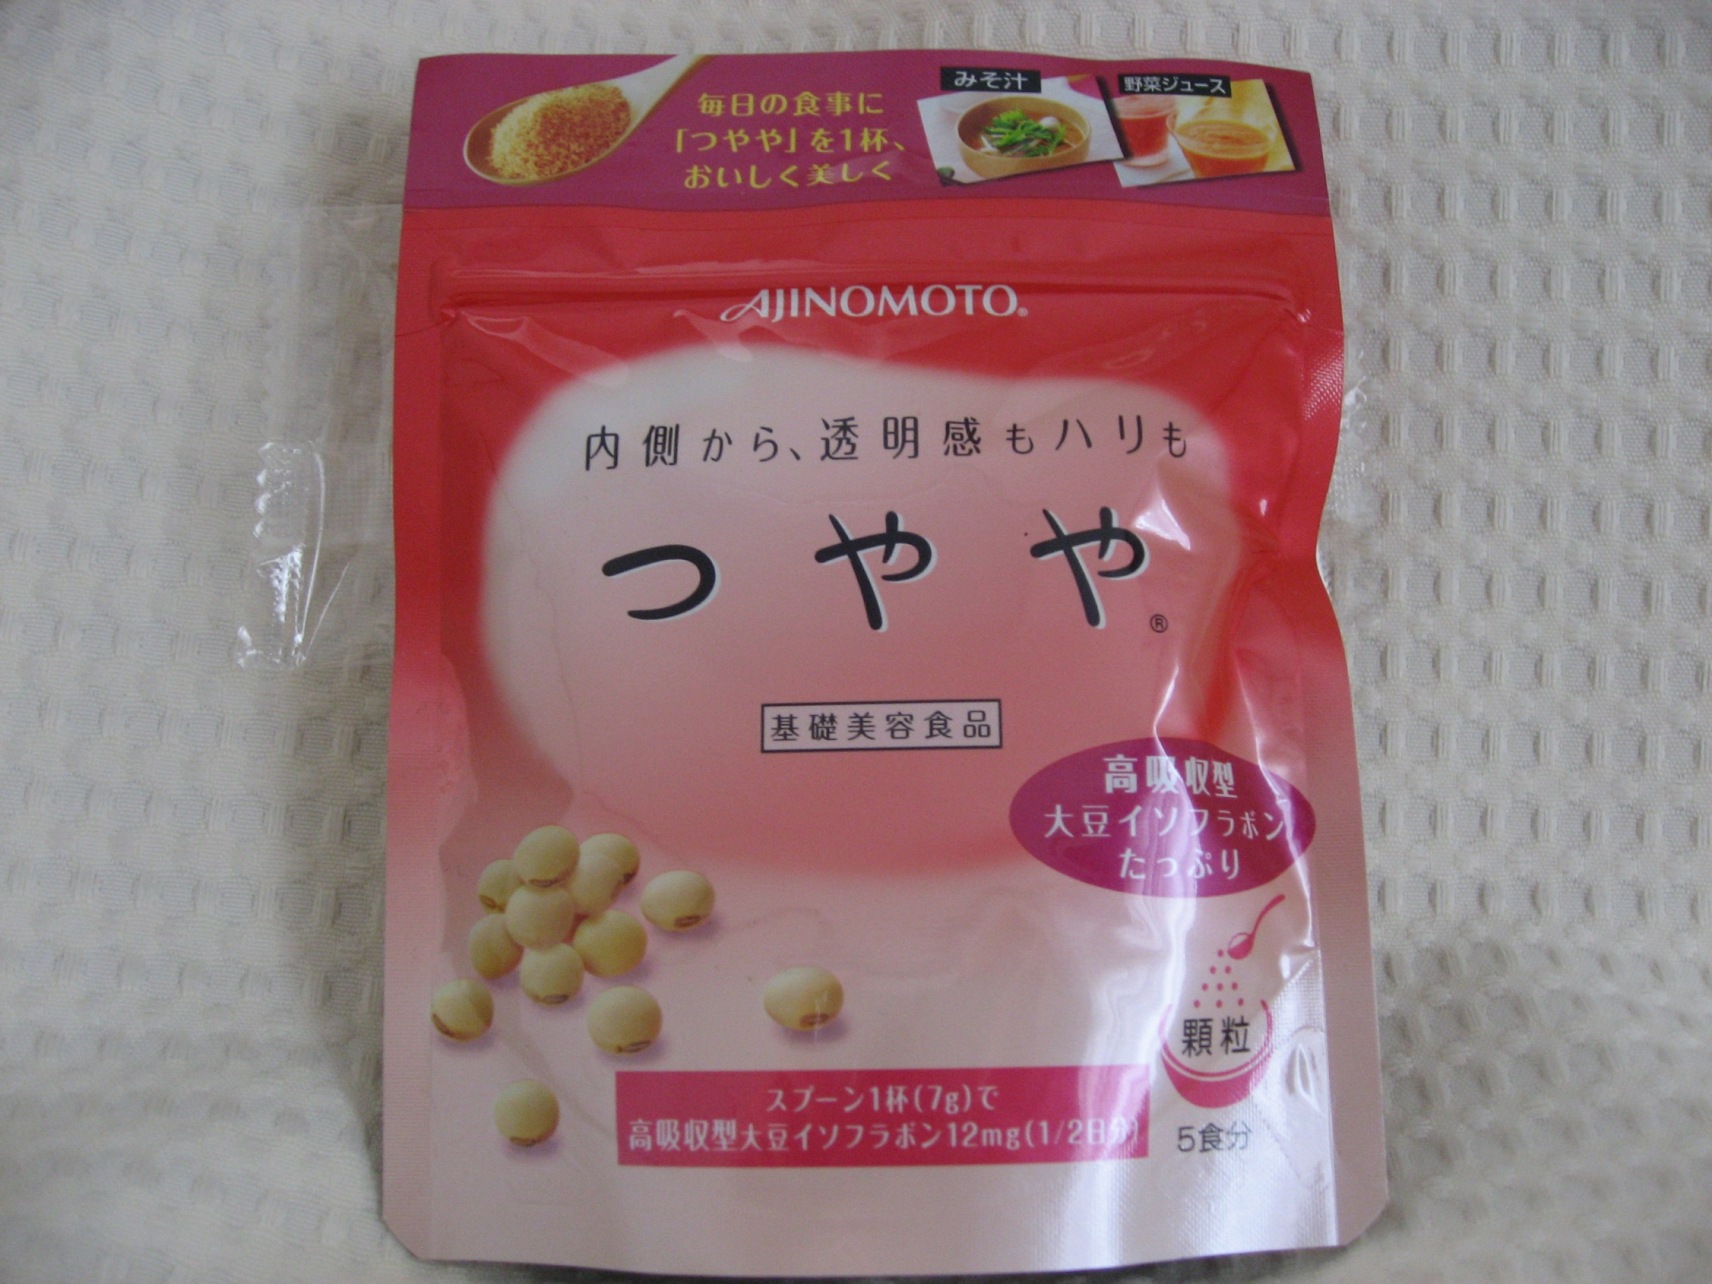 毎日の食事に
「つやや」を1杯、
おいしく美しく
みそ汁
野菜ジュース
AJINOMOTO®
内側から、透明感もハリも
つやや®
基礎美容食品
高吸収型
大豆イソフラボン
たっぷり
顆粒
スプーン1杯(7g)で
高吸収型大豆イソフラボン12mg(1/2日分)
5食分